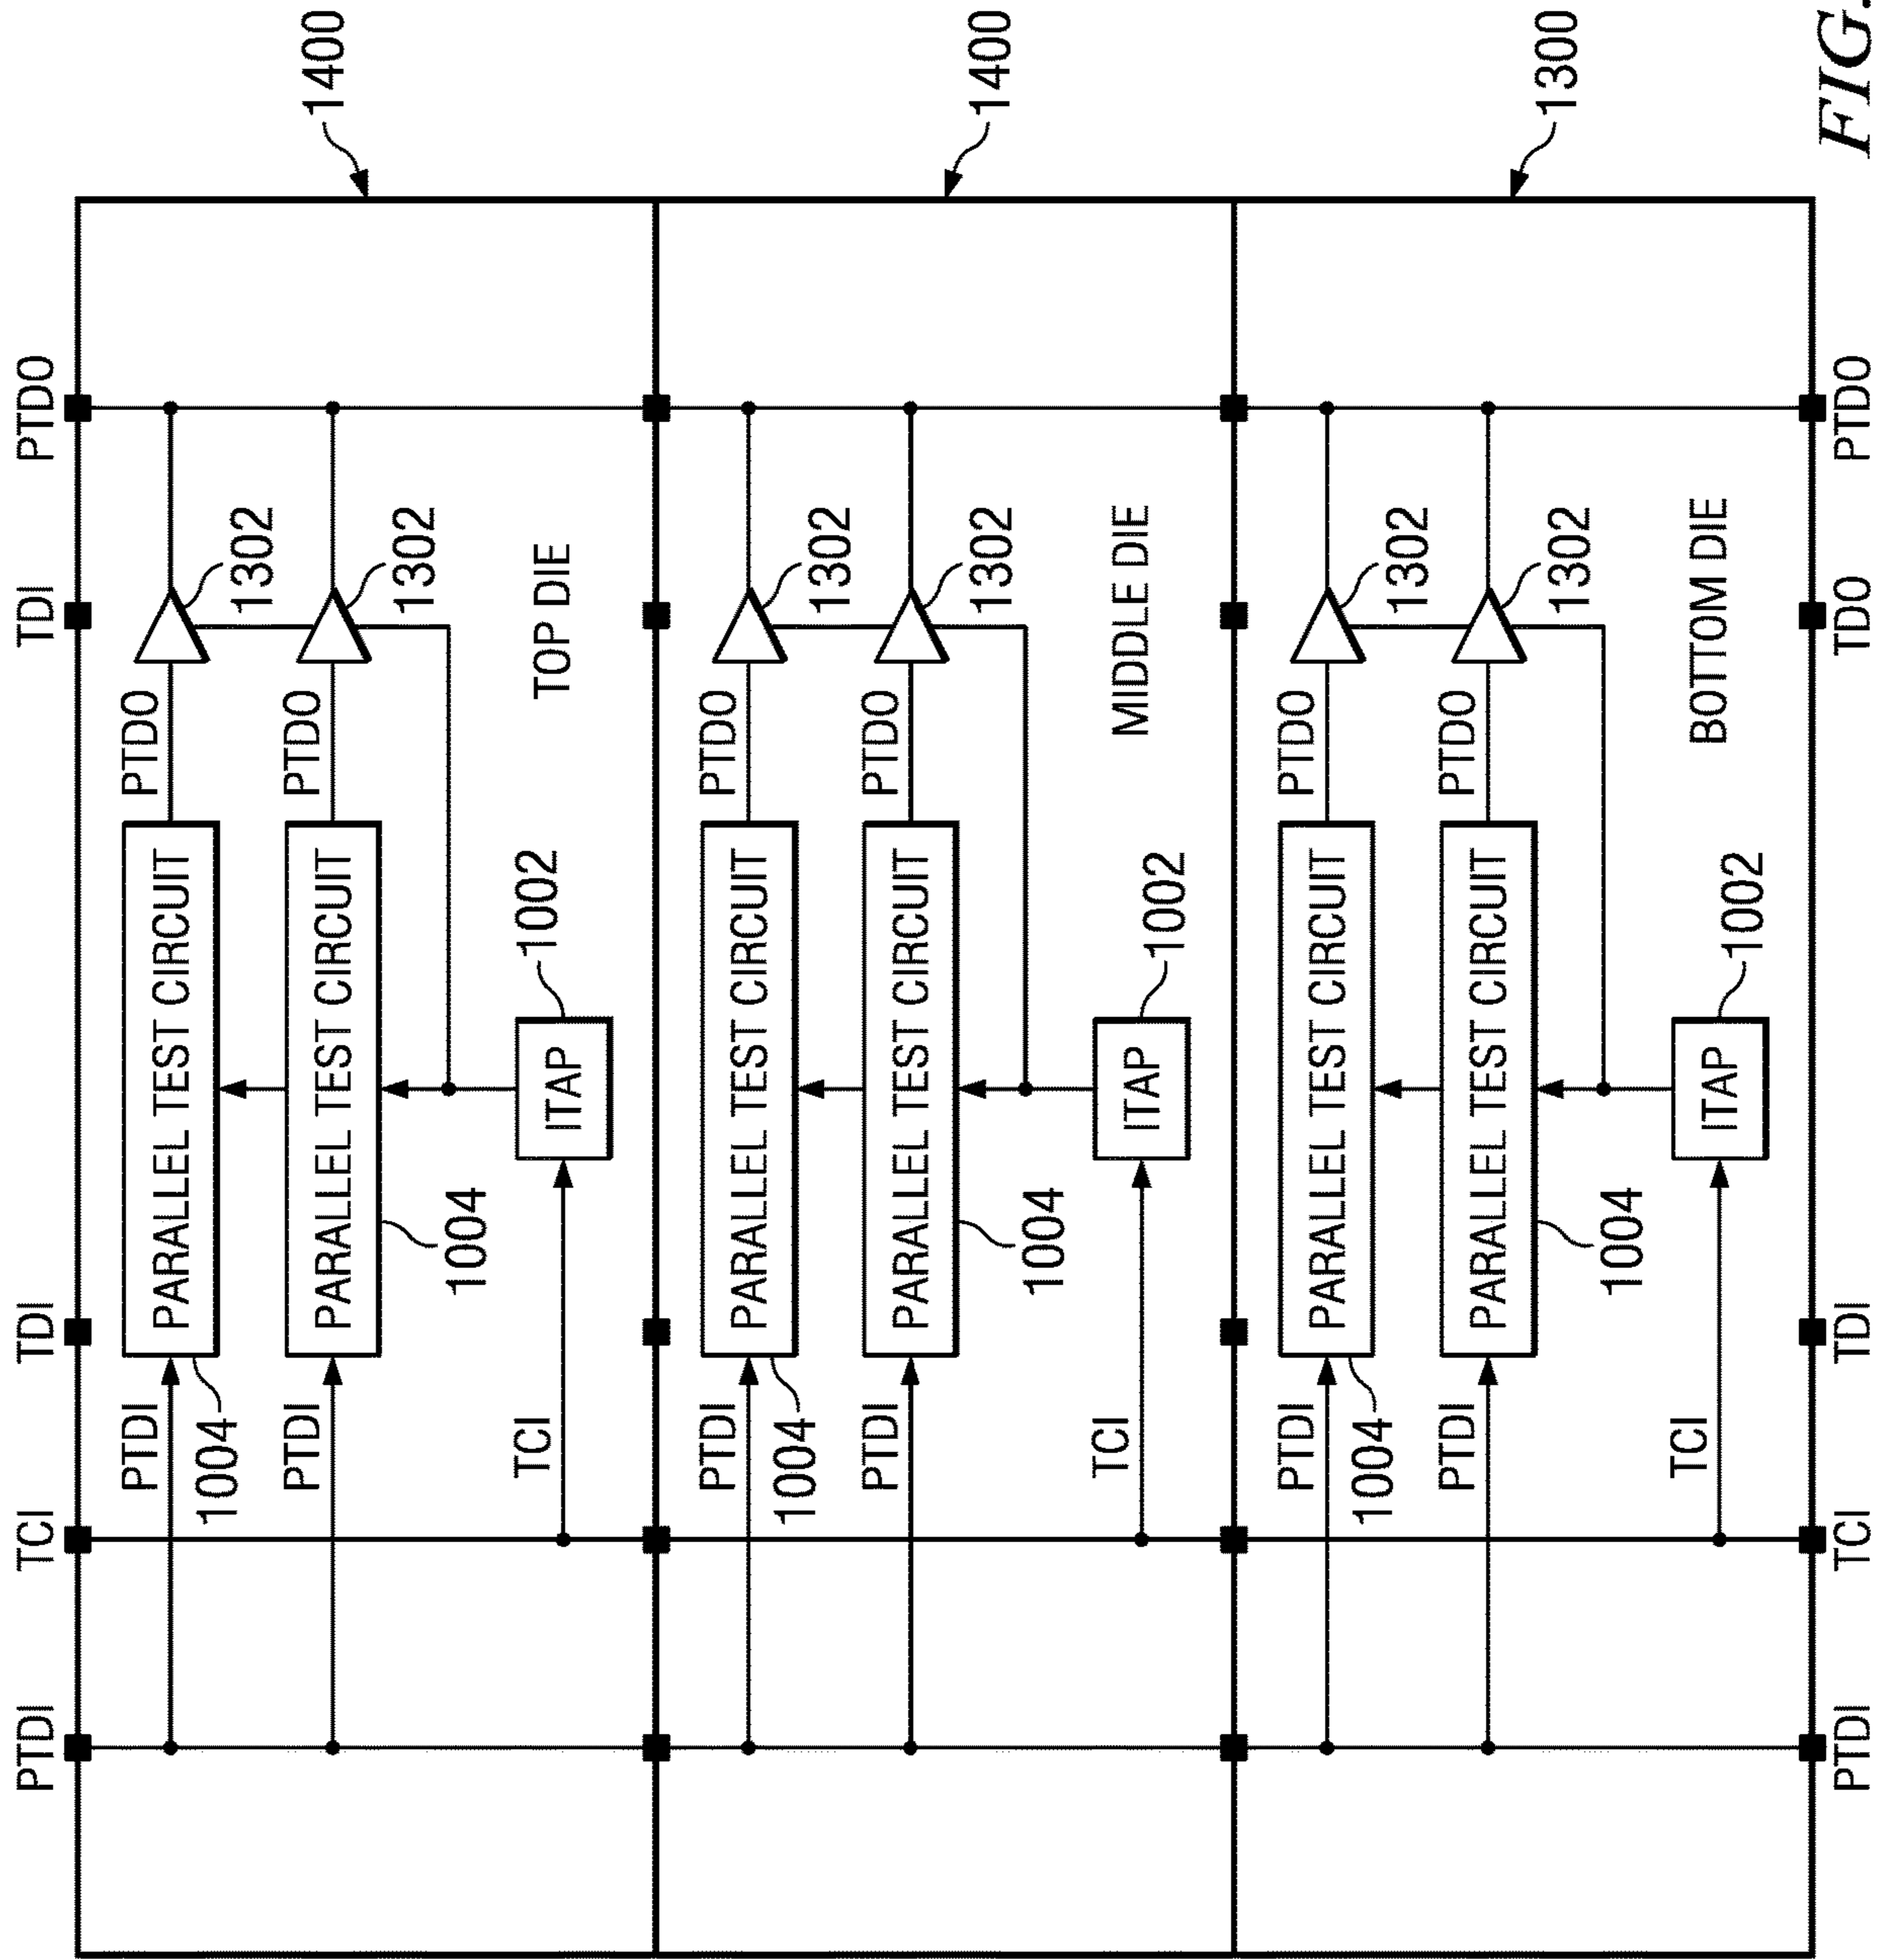 PTDI TCI TDI TDI PTDO
PTDI PARALLEL TEST CIRCUIT PTDO
1004 1302
PTDI PARALLEL TEST CIRCUIT PTDO 1400
1004 1302
TCI ITAP 1002 TOP DIE
PTDI PARALLEL TEST CIRCUIT PTDO
1004 1302
PTDI PARALLEL TEST CIRCUIT PTDO 1400
1004 1302
TCI ITAP 1002 MIDDLE DIE
PTDI PARALLEL TEST CIRCUIT PTDO
1004 1302
PTDI PARALLEL TEST CIRCUIT PTDO 1300
1004 1302
TCI ITAP 1002 BOTTOM DIE
PTDI TCI TDI TDO PTDO
FIG.